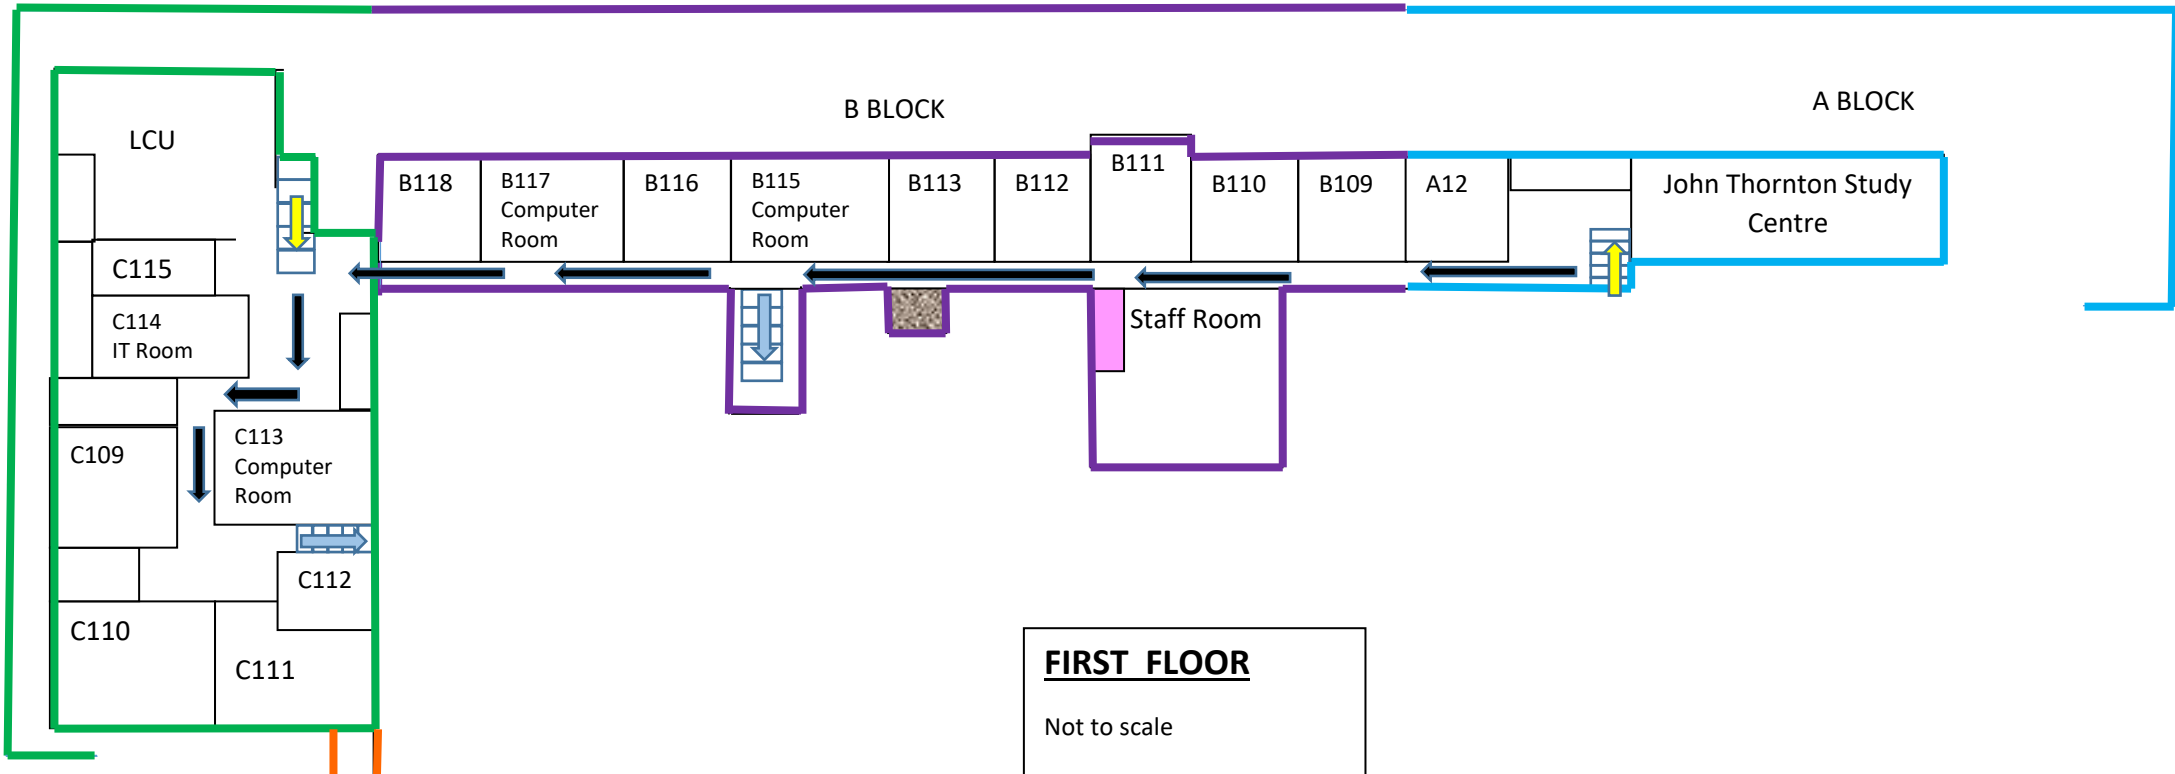 B BLOCK
A BLOCK
LCU
B118
B117
Computer
Room
B116
B115
Computer
Room
B113
B112
B111
B110
B109
A12
John Thornton Study
Centre
C115
C114
IT Room
Staff Room
C109
C113
Computer
Room
C112
C110
C111
FIRST FLOOR
Not to scale